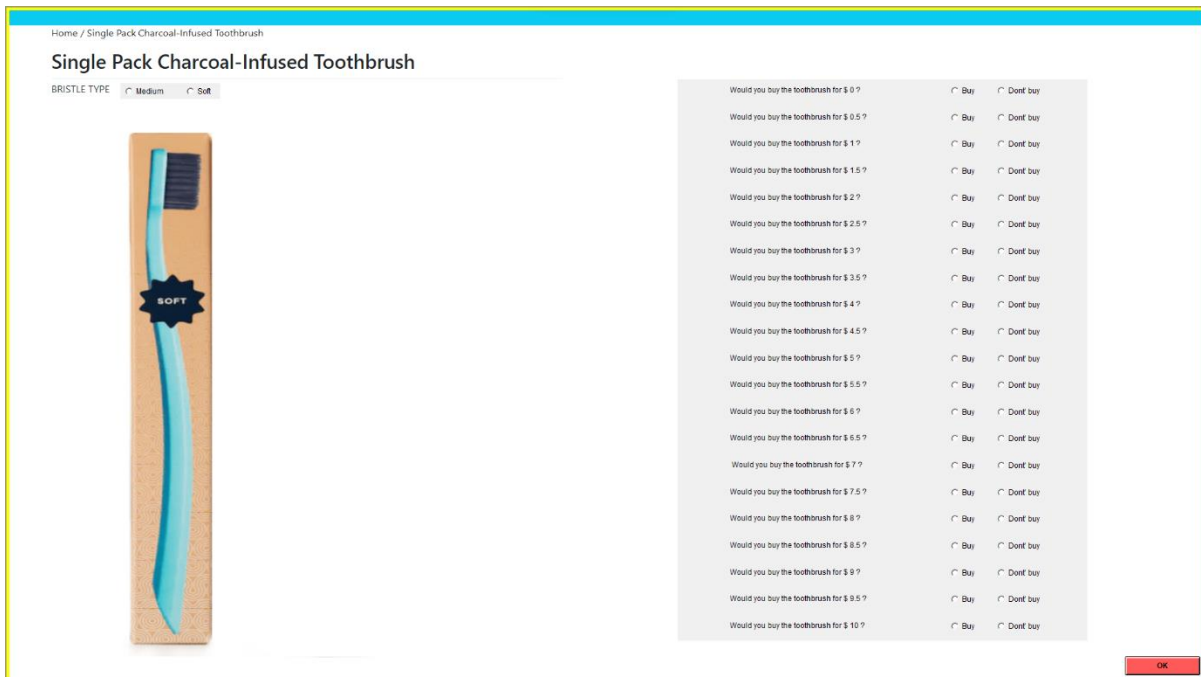 Home / Single Pack Charcoal-Infused Toothbrush
Single Pack Charcoal-Infused Toothbrush
BRISTLE TYPE Medium Soft
SOFT
Would you buy the toothbrush for $ 0 ? Buy Dont' buy
Would you buy the toothbrush for $ 0.5 ? Buy Dont' buy
Would you buy the toothbrush for $ 1 ? Buy Dont' buy
Would you buy the toothbrush for $ 1.5 ? Buy Dont' buy
Would you buy the toothbrush for $ 2 ? Buy Dont' buy
Would you buy the toothbrush for $ 2.5 ? Buy Dont' buy
Would you buy the toothbrush for $ 3 ? Buy Dont' buy
Would you buy the toothbrush for $ 3.5 ? Buy Dont' buy
Would you buy the toothbrush for $ 4 ? Buy Dont' buy
Would you buy the toothbrush for $ 4.5 ? Buy Dont' buy
Would you buy the toothbrush for $ 5 ? Buy Dont' buy
Would you buy the toothbrush for $ 5.5 ? Buy Dont' buy
Would you buy the toothbrush for $ 6 ? Buy Dont' buy
Would you buy the toothbrush for $ 6.5 ? Buy Dont' buy
Would you buy the toothbrush for $ 7 ? Buy Dont' buy
Would you buy the toothbrush for $ 7.5 ? Buy Dont' buy
Would you buy the toothbrush for $ 8 ? Buy Dont' buy
Would you buy the toothbrush for $ 8.5 ? Buy Dont' buy
Would you buy the toothbrush for $ 9 ? Buy Dont' buy
Would you buy the toothbrush for $ 9.5 ? Buy Dont' buy
Would you buy the toothbrush for $ 10 ? Buy Dont' buy
OK